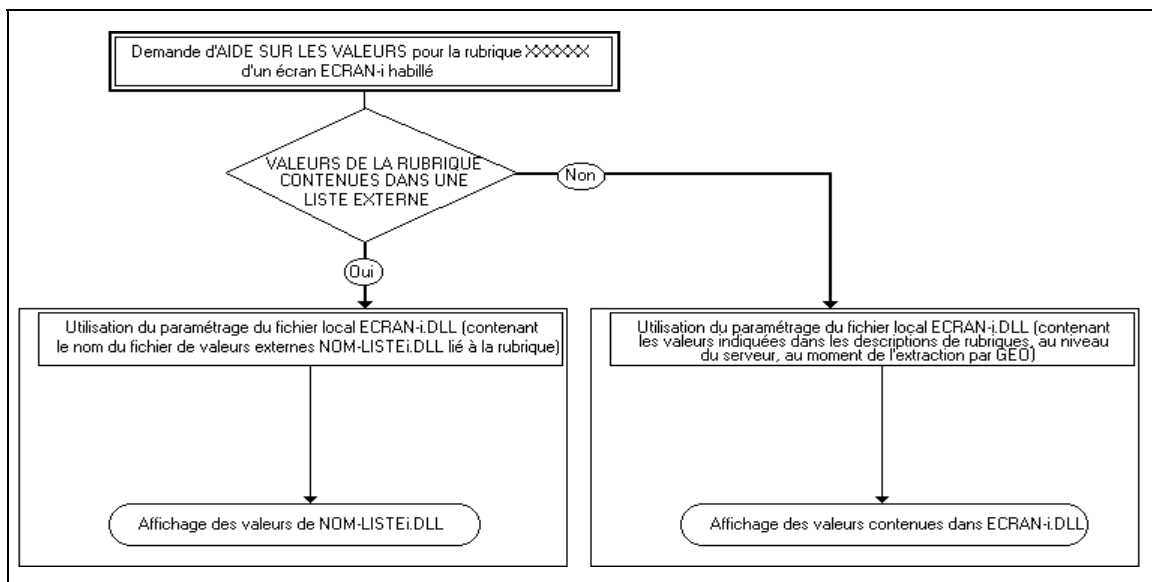 Demande d'AIDE SUR LES VALEURS pour la rubrique XXXXXX
d'un écran ECRAN-i habillé
VALEURS DE LA RUBRIQUE
CONTENUES DANS UNE
LISTE EXTERNE
Non
Oui
Utilisation du paramétrage du fichier local ECRAN-i.DLL (contenant
le nom du fichier de valeurs externes NOM-LISTEi.DLL lié à la rubrique)
Utilisation du paramétrage du fichier local ECRAN-i.DLL (contenant
les valeurs indiquées dans les descriptions de rubriques, au niveau
du serveur, au moment de l'extraction par GEO)
Affichage des valeurs de NOM-LISTEi.DLL
Affichage des valeurs contenues dans ECRAN-i.DLL